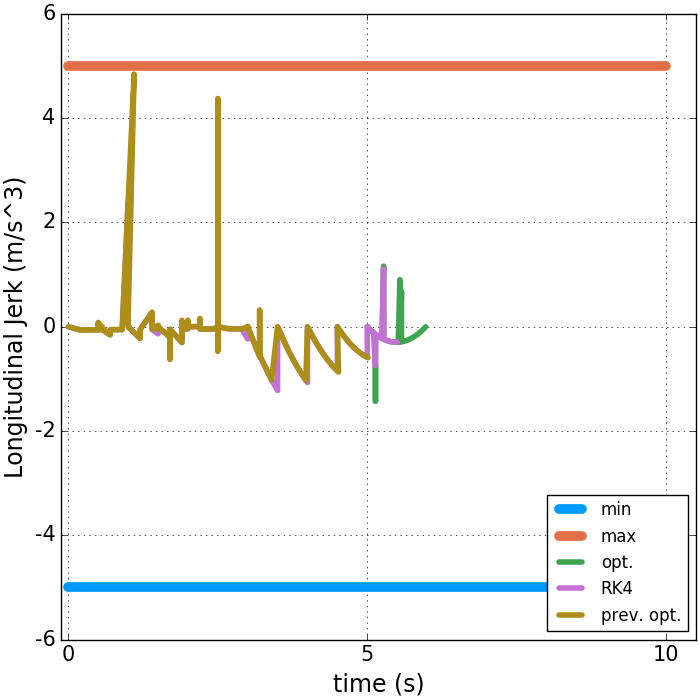 Longitudinal Jerk (m/s^3)
6
4
2
0
-2
-4
-6
0
5
10
time (s)
min
max
opt.
RK4
prev. opt.